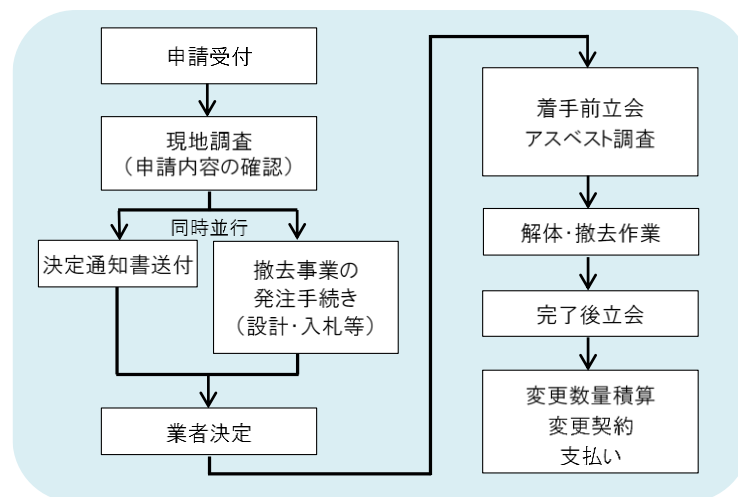 申請受付
現地調査
（申請内容の確認）
同時並行
決定通知書送付
撤去事業の
発注手続き
（設計・入札等）
業者決定
着手前立会
アスベスト調査
解体・撤去作業
完了後立会
変更数量積算
変更契約
支払い